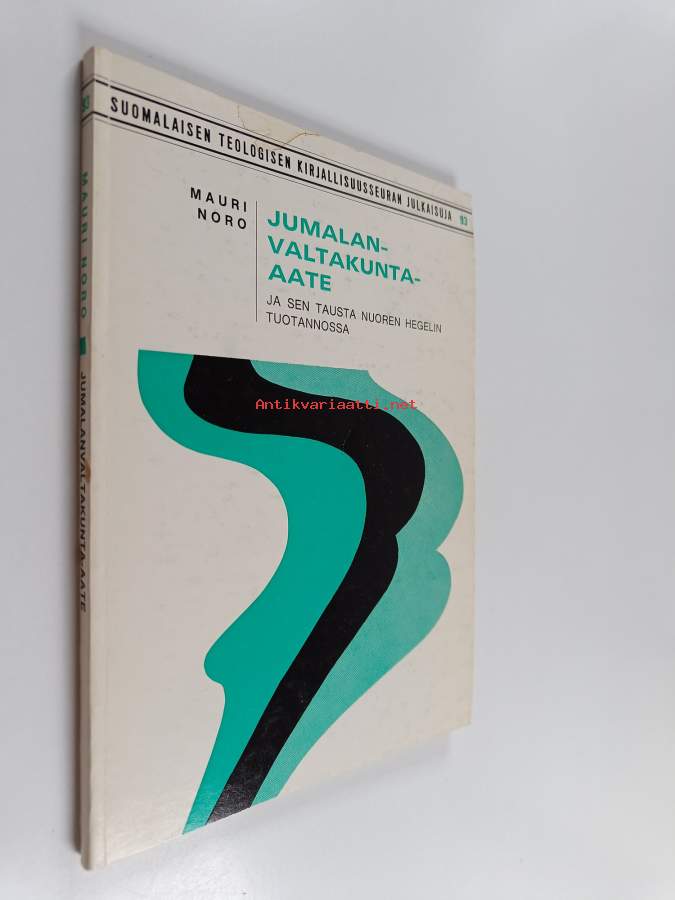 SUOMALAISEN TEOLOGISEN KIRJALLISUUSSEURAN JULKAISUJA 93
MAURI
NORO
JUMALAN-
VALTAKUNTA-
AATE
JA SEN TAUSTA NUOREN HEGELIN
TUOTANNOSSA
Antikvariaatti.net
93 MAURI NORO JUMALANVALTAKUNTA-AATE